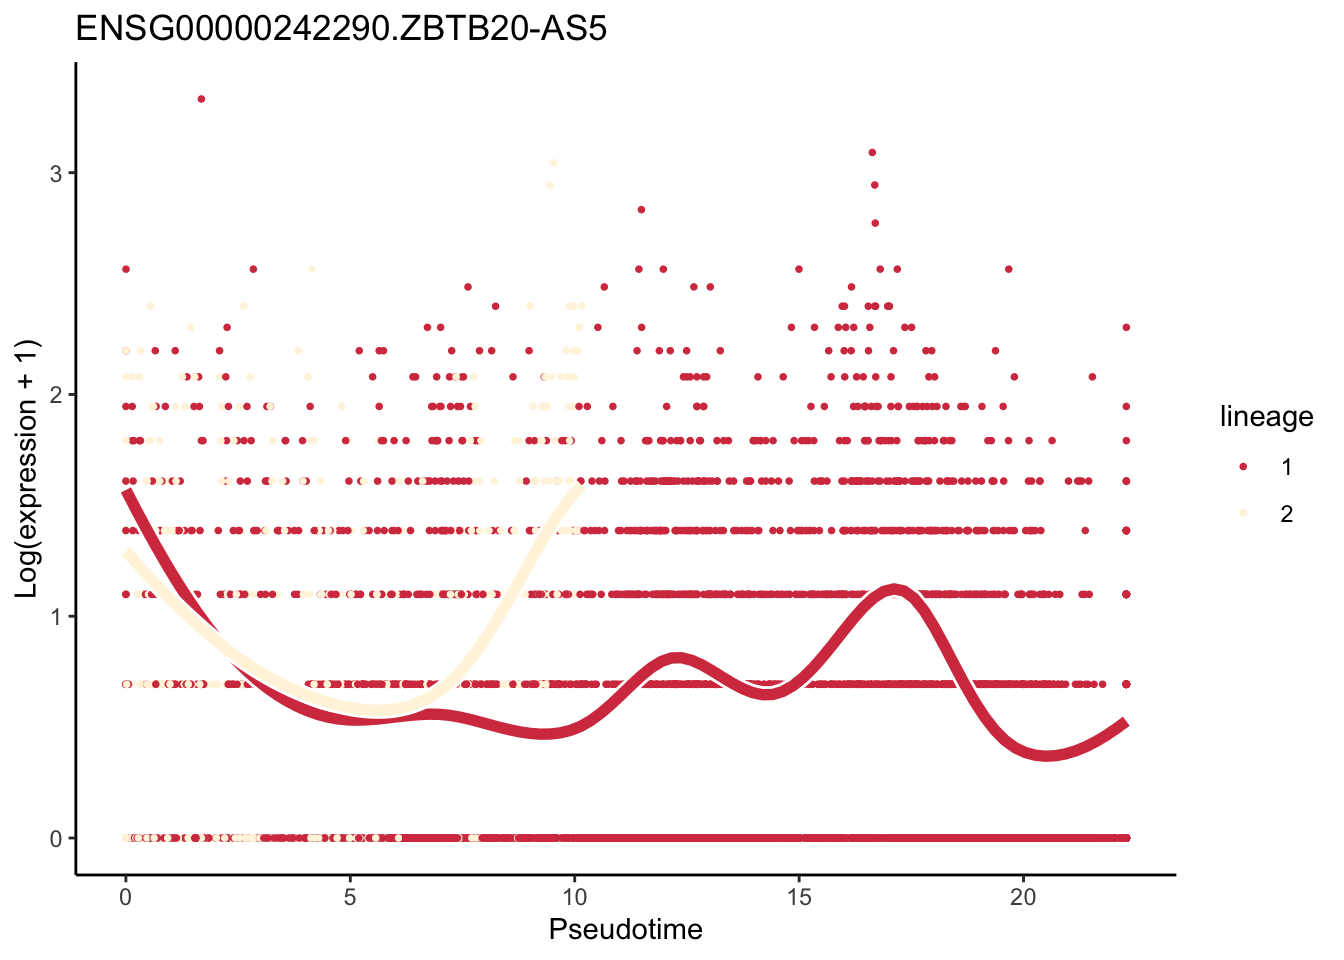 ENSG00000242290.ZBTB20-AS5
Log(expression + 1)
3
2
1
0
0 5 10 15 20
Pseudotime
lineage
1
2